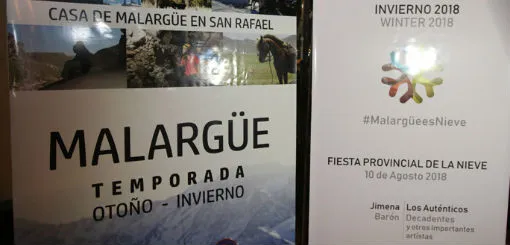 CASA DE MALARGÜE EN SAN RAFAEL
MALARGÜE
TEMPORADA
OTOÑO - INVIERNO
INVIERNO 2018
WINTER 2018
#MalargüeesNieve
FIESTA PROVINCIAL DE LA NIEVE
10 de Agosto 2018
Jimena
Barón
Los Auténticos
Decadentes
y otros importantes
artistas